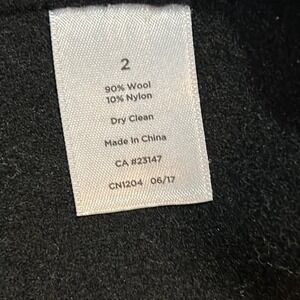 2
90% Wool
10% Nylon
Dry Clean
Made In China
CA #23147
CN1204 06/17